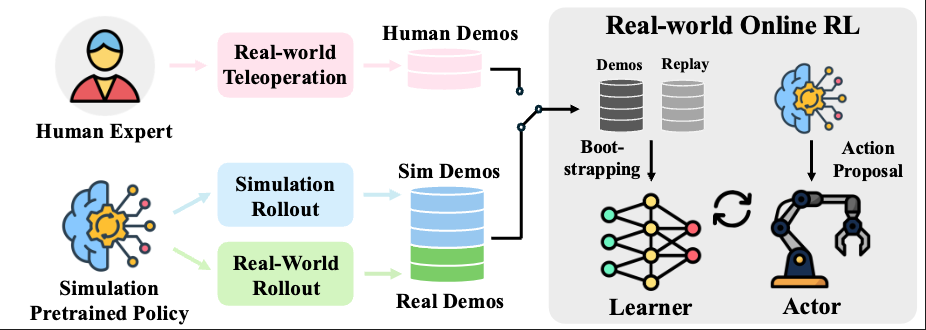 Human Expert
Real-world
Teleoperation
Human Demos
Simulation
Pretrained Policy
Simulation
Rollout
Real-World
Rollout
Sim Demos
Real Demos
Real-world Online RL
Demos
Replay
Boot-
strapping
Action
Proposal
Learner
Actor